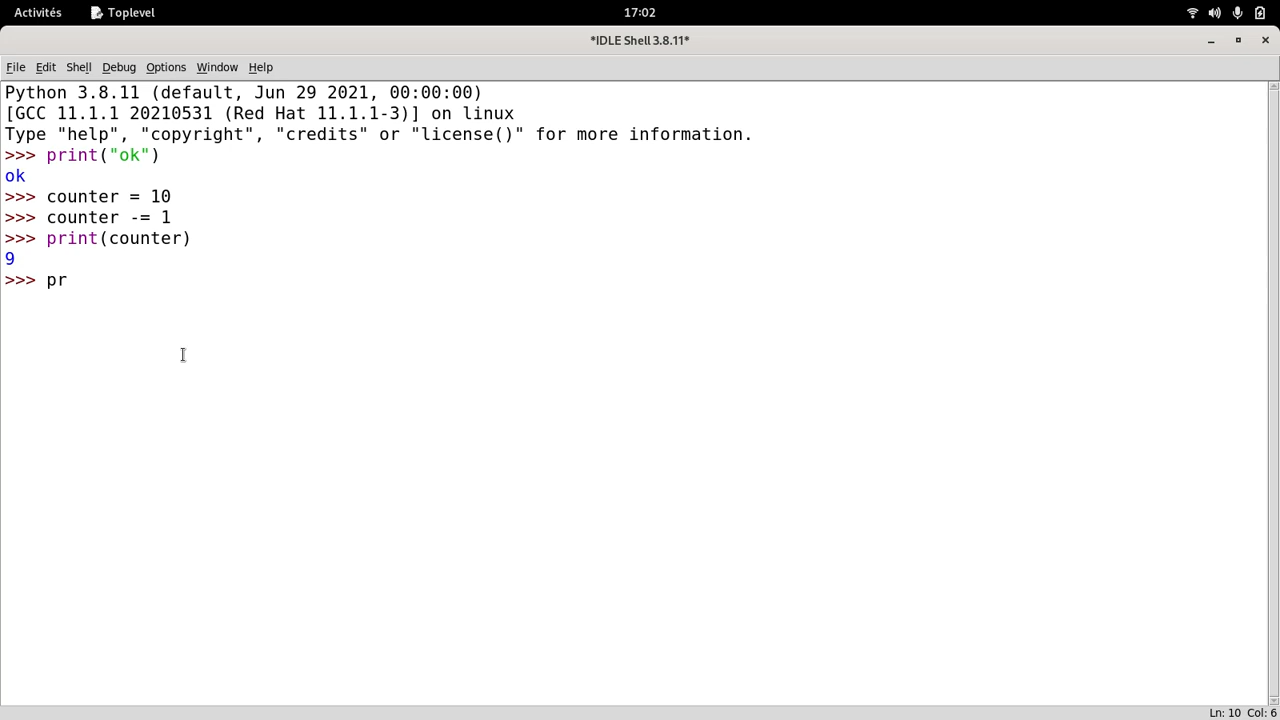 Activités Toplevel 17:02
*IDLE Shell 3.8.11*
File Edit Shell Debug Options Window Help
Python 3.8.11 (default, Jun 29 2021, 00:00:00)
[GCC 11.1.1 20210531 (Red Hat 11.1.1-3)] on linux
Type "help", "copyright", "credits" or "license()" for more information.
>>> print("ok")
ok
>>> counter = 10
>>> counter -= 1
>>> print(counter)
9
>>> pr
Ln: 10 Col: 6